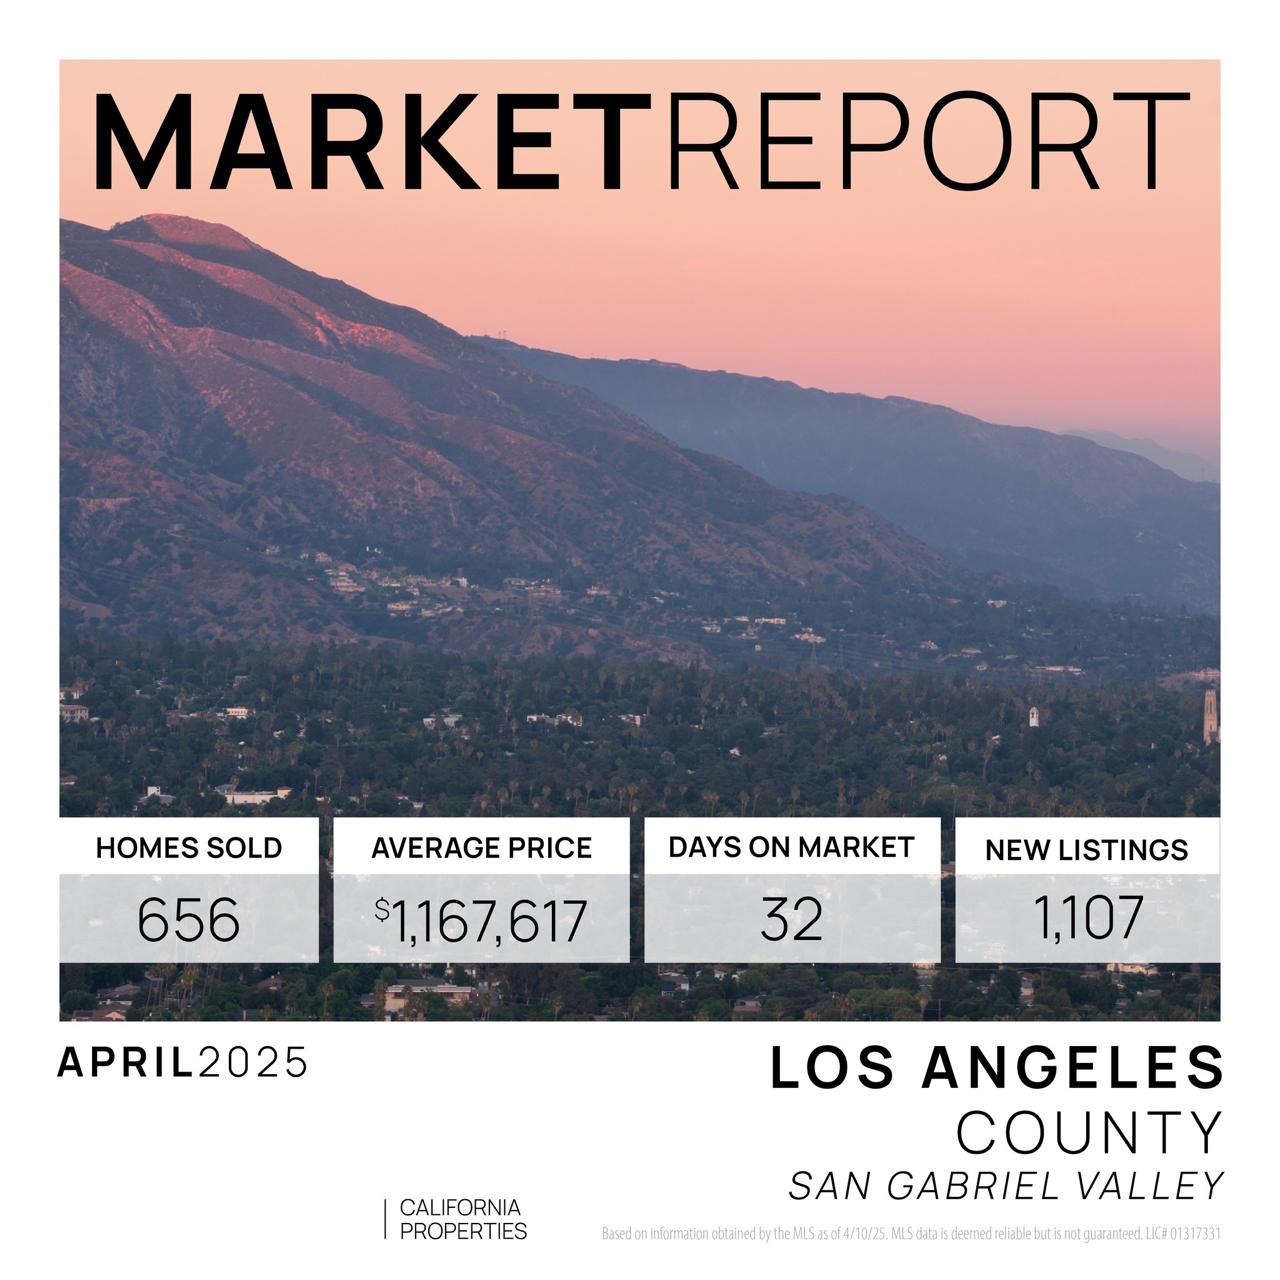 MARKETREPORT
HOMES SOLD
656
AVERAGE PRICE
$1,167,617
DAYS ON MARKET
32
NEW LISTINGS
1,107
APRIL2025
LOS ANGELES
COUNTY
SAN GABRIEL VALLEY
CALIFORNIA
PROPERTIES
Based on information obtained by the MLS as of 4/10/25. MLS data is deemed reliable but is not guaranteed. LIC# 01317331